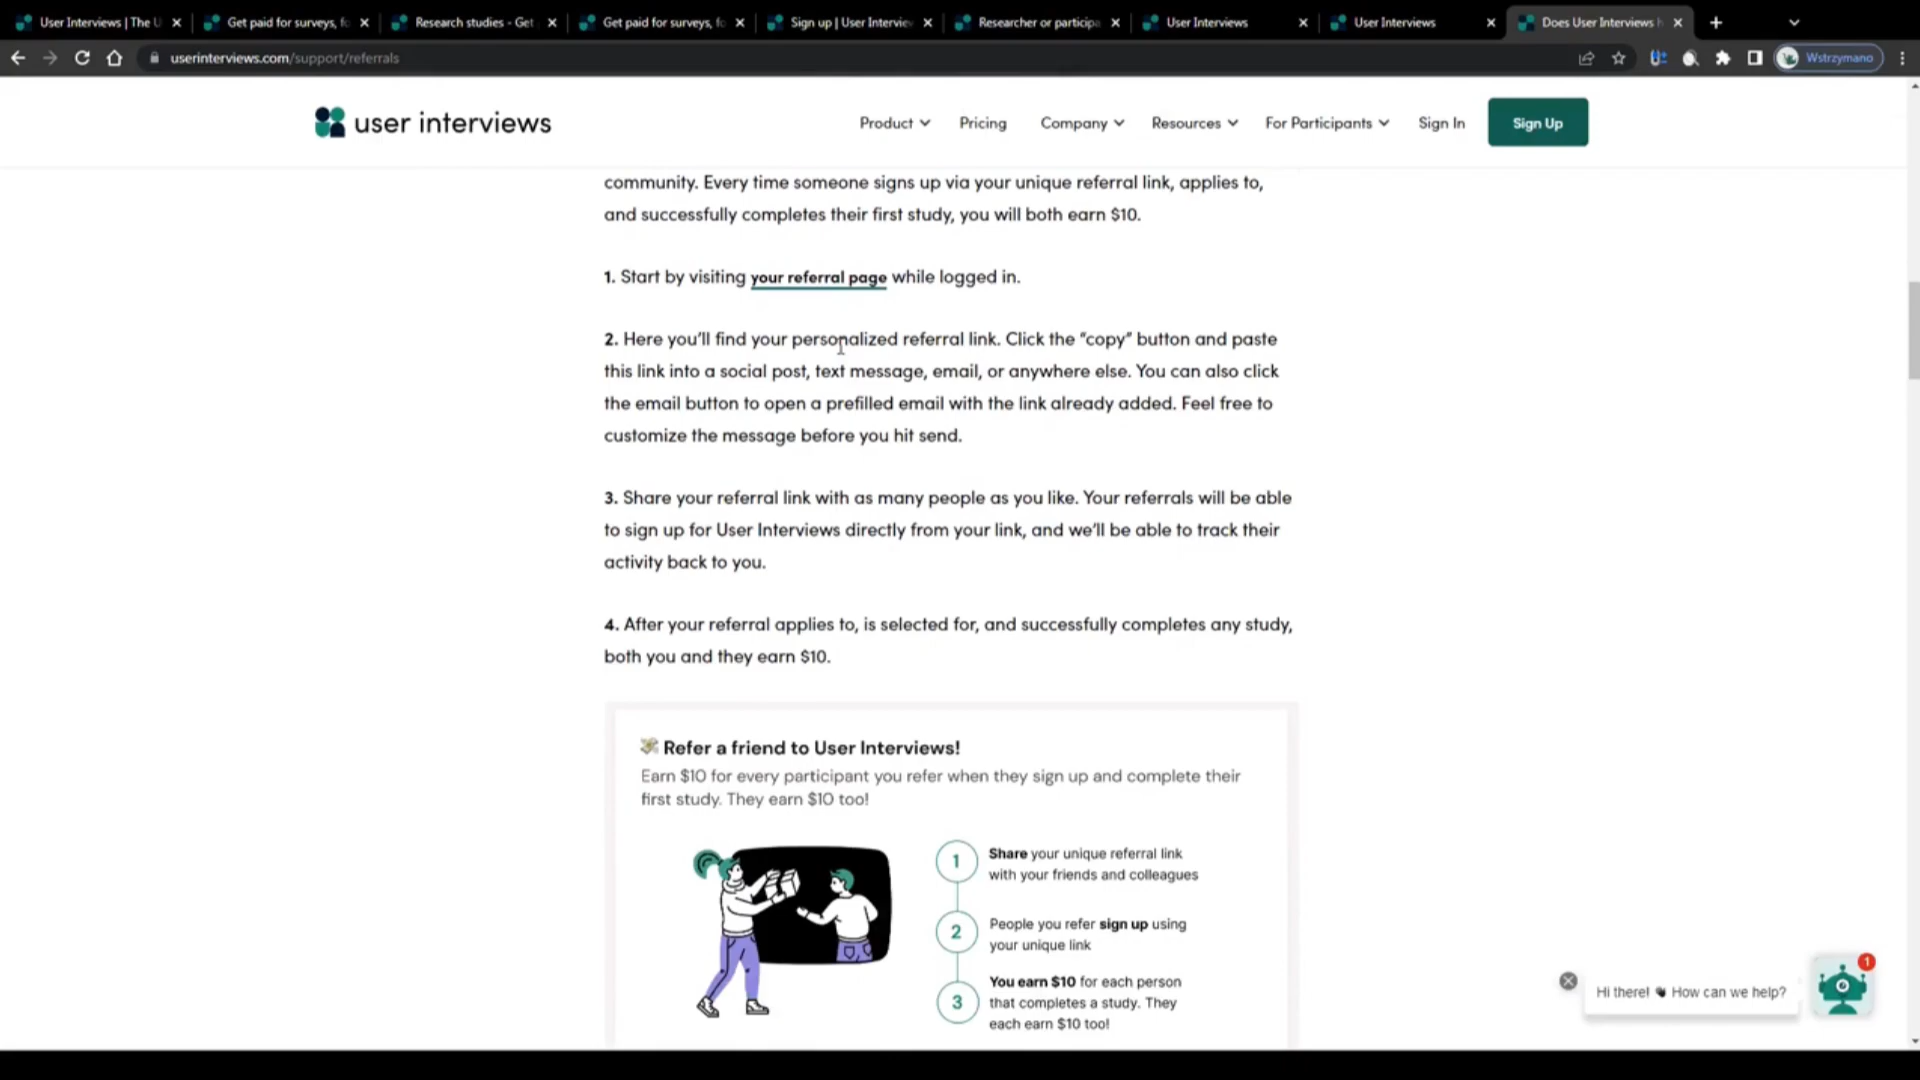 User Interviews | The U
Get paid for surveys, fo
Research studies - Get
Get paid for surveys, fo
Sign up | User Interview
Researcher or participa
User Interviews
User Interviews
Does User Interviews h
userinterviews.com/support/referrals
Wstrzymano
user interviews
Product
Pricing
Company
Resources
For Participants
Sign In
Sign Up
community. Every time someone signs up via your unique referral link, applies to,
and successfully completes their first study, you will both earn $10.
1. Start by visiting your referral page while logged in.
2. Here you'll find your personalized referral link. Click the "copy" button and paste
this link into a social post, text message, email, or anywhere else. You can also click
the email button to open a prefilled email with the link already added. Feel free to
customize the message before you hit send.
3. Share your referral link with as many people as you like. Your referrals will be able
to sign up for User Interviews directly from your link, and we'll be able to track their
activity back to you.
4. After your referral applies to, is selected for, and successfully completes any study,
both you and they earn $10.
Refer a friend to User Interviews!
Earn $10 for every participant you refer when they sign up and complete their
first study. They earn $10 too!
1
Share your unique referral link
with your friends and colleagues
2
People you refer sign up using
your unique link
3
You earn $10 for each person
that completes a study. They
each earn $10 too!
Hi there! How can we help?
1